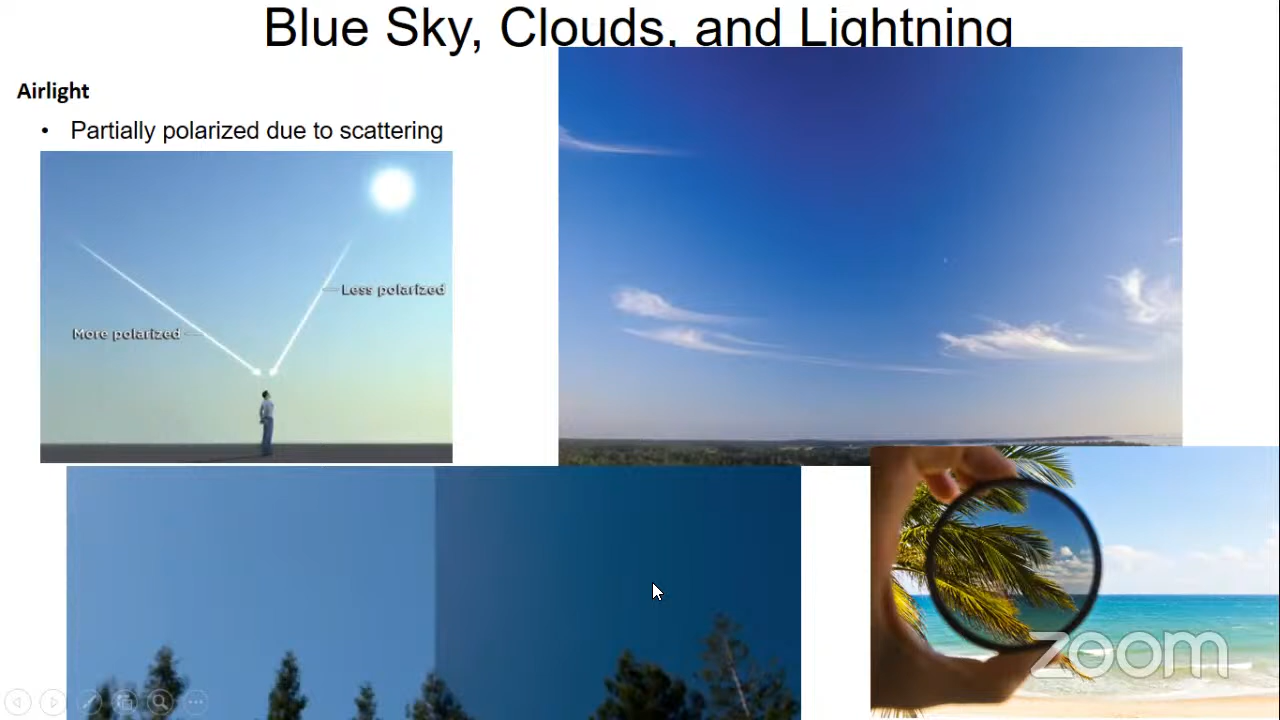 Blue Sky, Clouds, and Lightning
Airlight
• Partially polarized due to scattering
Less polarized
More polarized
zoom